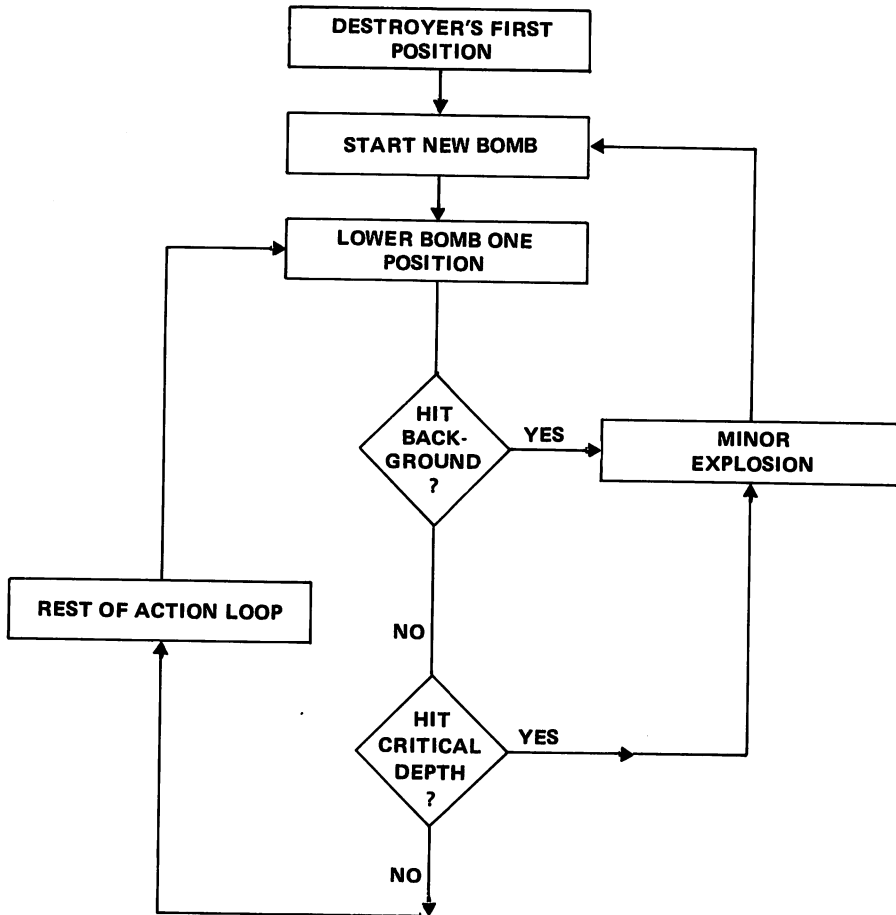 DESTROYER'S FIRST
POSITION
START NEW BOMB
LOWER BOMB ONE
POSITION
HIT
BACK-
GROUND
?
YES
MINOR
EXPLOSION
REST OF ACTION LOOP
NO
HIT
CRITICAL
DEPTH
?
YES
NO